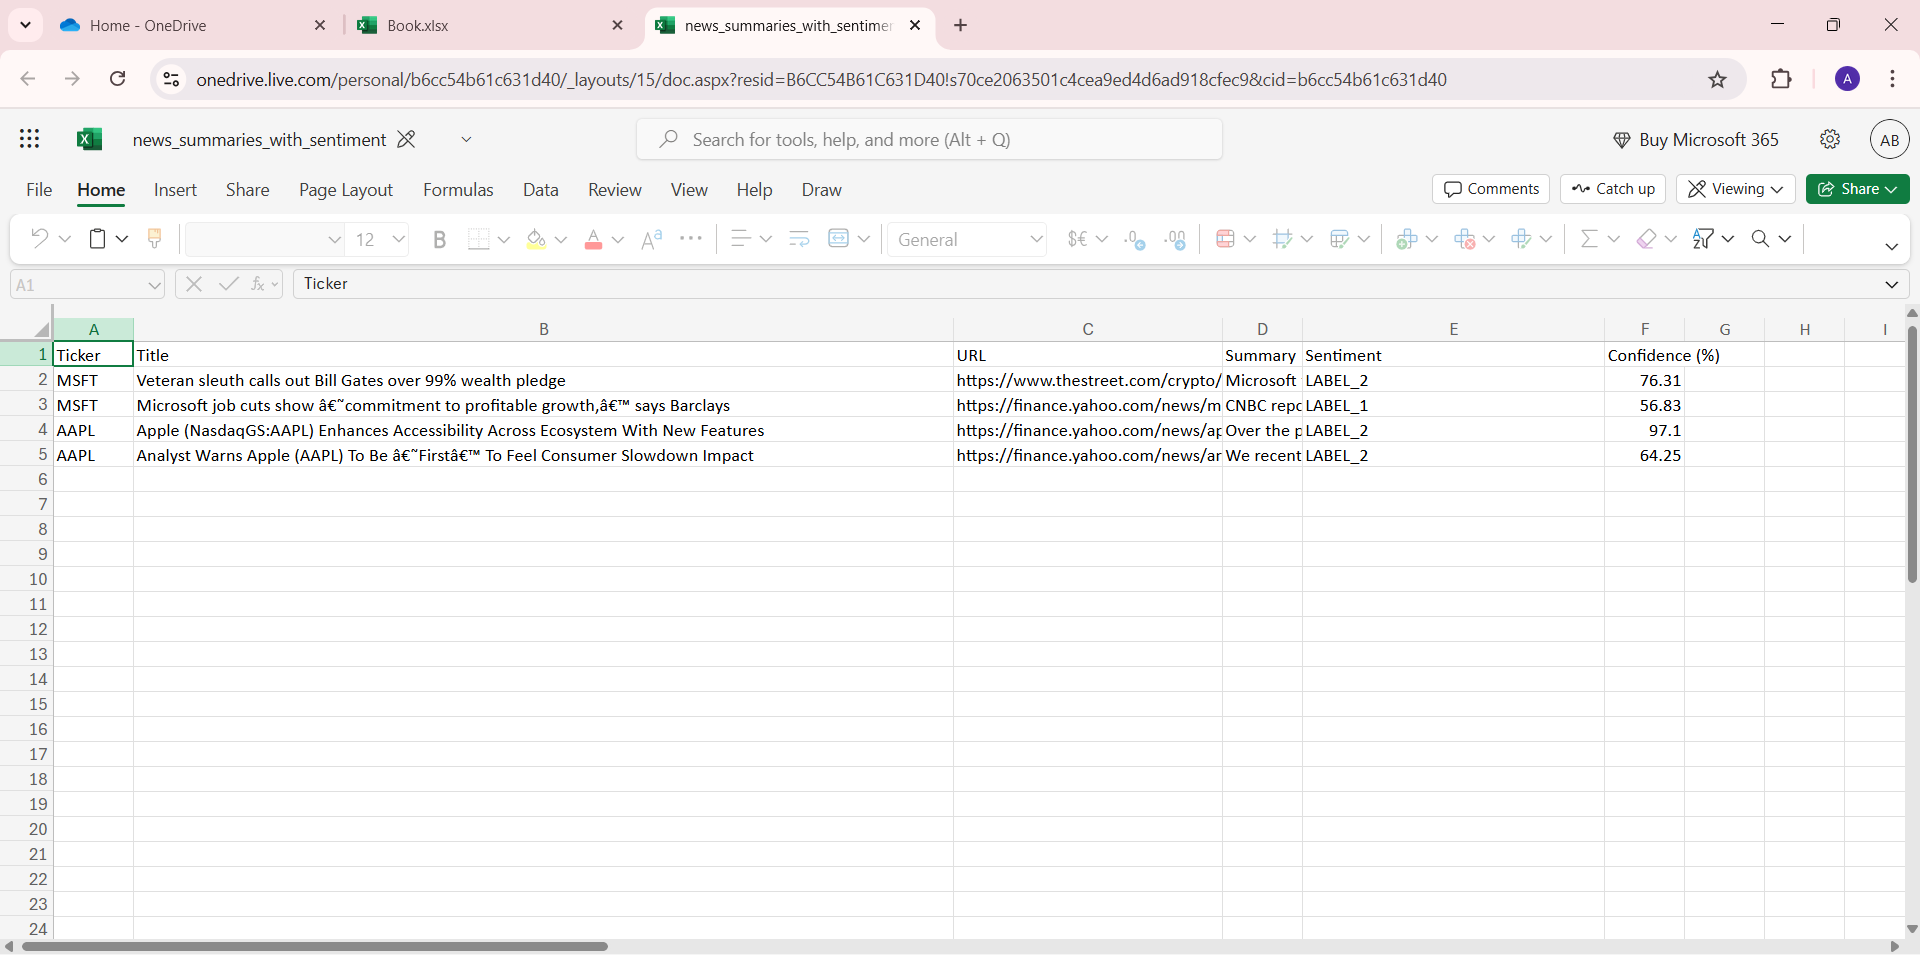 Home - OneDrive
Book.xlsx
news_summaries_with_sentimen
onedrive.live.com/personal/b6cc54b61c631d40/_layouts/15/doc.aspx?resid=B6CC54B61C631D40!s70ce2063501c4cea9ed4d6ad918cfec9&cid=b6cc54b61c631d40
A
news_summaries_with_sentiment
Search for tools, help, and more (Alt + Q)
Buy Microsoft 365
AB
File Home Insert Share Page Layout Formulas Data Review View Help Draw
Comments Catch up Viewing Share
12 B General $€
A1 fx Ticker
A B C D E F G H I
1 Ticker Title URL Summary Sentiment Confidence (%)
2 MSFT Veteran sleuth calls out Bill Gates over 99% wealth pledge https://www.thestreet.com/crypto/ Microsoft LABEL_2 76.31
3 MSFT Microsoft job cuts show â€˜commitment to profitable growth,â€™ says Barclays https://finance.yahoo.com/news/m CNBC repo LABEL_1 56.83
4 AAPL Apple (NasdaqGS:AAPL) Enhances Accessibility Across Ecosystem With New Features https://finance.yahoo.com/news/ap Over the p LABEL_2 97.1
5 AAPL Analyst Warns Apple (AAPL) To Be â€˜Firstâ€™ To Feel Consumer Slowdown Impact https://finance.yahoo.com/news/ar We recent LABEL_2 64.25
6
7
8
9
10
11
12
13
14
15
16
17
18
19
20
21
22
23
24